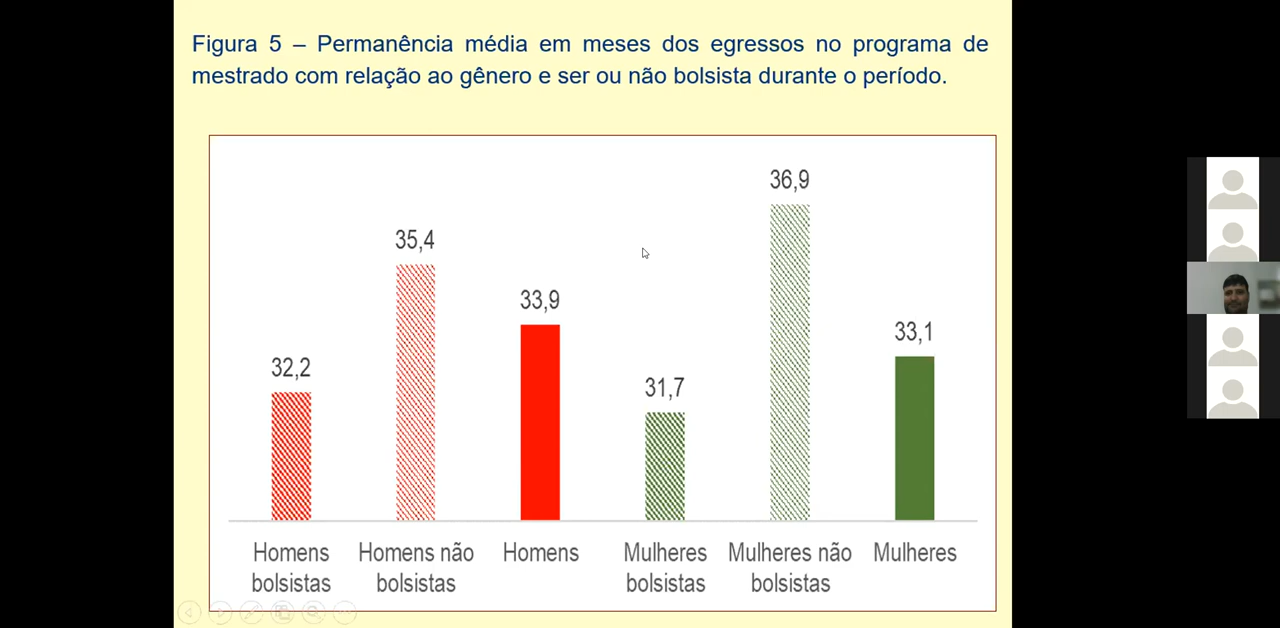 Figura 5 – Permanência média em meses dos egressos no programa de
mestrado com relação ao gênero e ser ou não bolsista durante o período.
36,9
35,4
33,9
33,1
32,2
31,7
Homens bolsistas
Homens não bolsistas
Homens
Mulheres bolsistas
Mulheres não bolsistas
Mulheres